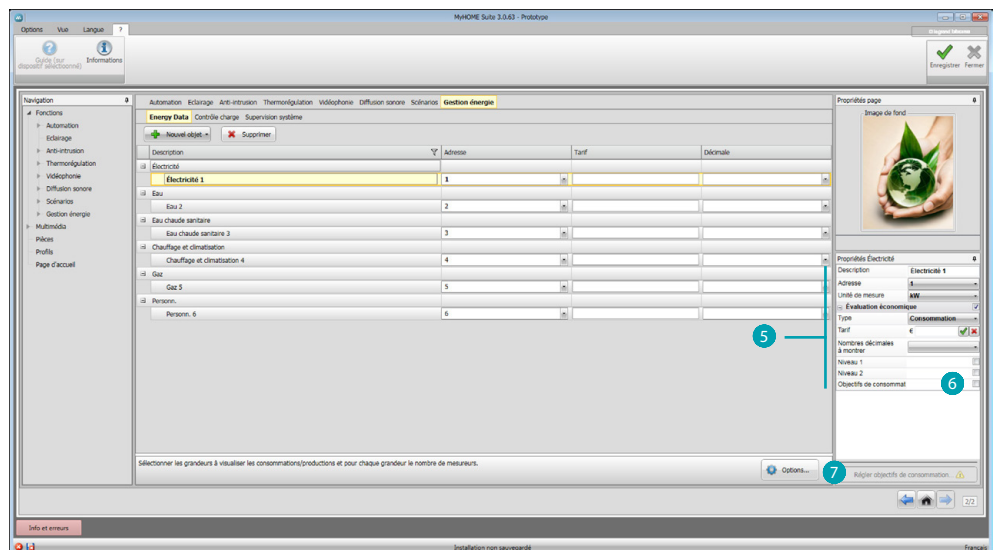 MyHOME Suite 3.0.63 - Prototype
Options Vue Langue ?
Guide (sur dispositif sélectionné)
Informations
Enregistrer Fermer
Navigation
Fonctions
Automation
Eclairage
Anti-intrusion
Thermorégulation
Vidéophonie
Diffusion sonore
Scénarios
Gestion énergie
Multimédia
Pièces
Profils
Page d'accueil
Automation Eclairage Anti-intrusion Thermorégulation Vidéophonie Diffusion sonore Scénarios Gestion énergie
Energy Data Contrôle charge Supervision système
Nouvel objet Supprimer
Description Adresse Tarif Décimale
Électricité
Électricité 1 1
Eau
Eau 2 2
Eau chaude sanitaire
Eau chaude sanitaire 3 3
Chauffage et climatisation
Chauffage et climatisation 4 4
Gaz
Gaz 5 5
Personn.
Personn. 6 6
5
Sélectionner les grandeurs à visualiser les consommations/productions et pour chaque grandeur le nombre de mesureurs.
Options...
7
Propriétés page
Image de fond
Propriétés Électricité
Description Électricité 1
Adresse 1
Unité de mesure kW
Évaluation économique
Type Consommation
Tarif €
Nombres décimales
à montrer
Niveau 1
Niveau 2
Objectifs de consommat
6
Régler objectifs de consommation...
2/2
Info et erreurs
Installation non sauvegardé
Français